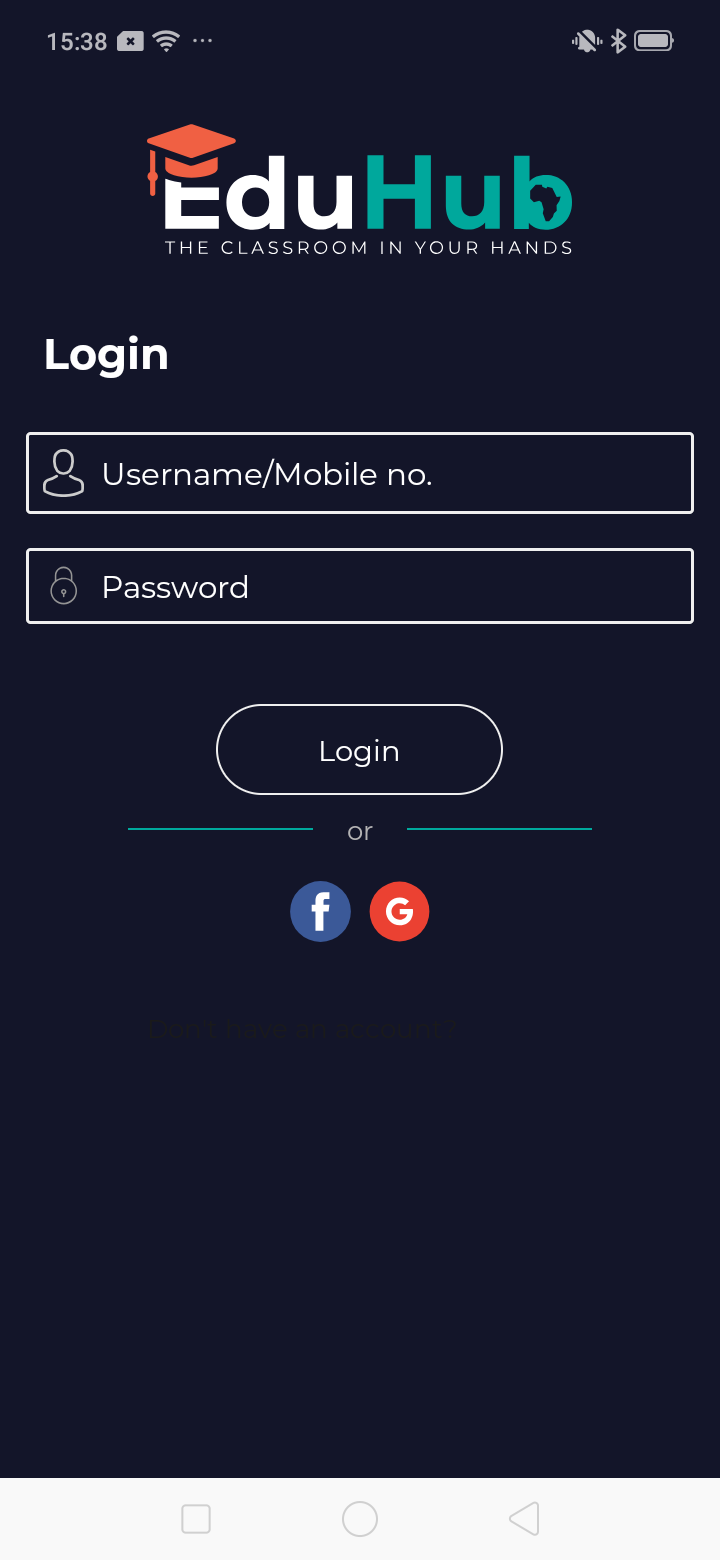 15:38
EduHub
THE CLASSROOM IN YOUR HANDS
Login
Username/Mobile no.
Password
Login
or
Don't have an account?